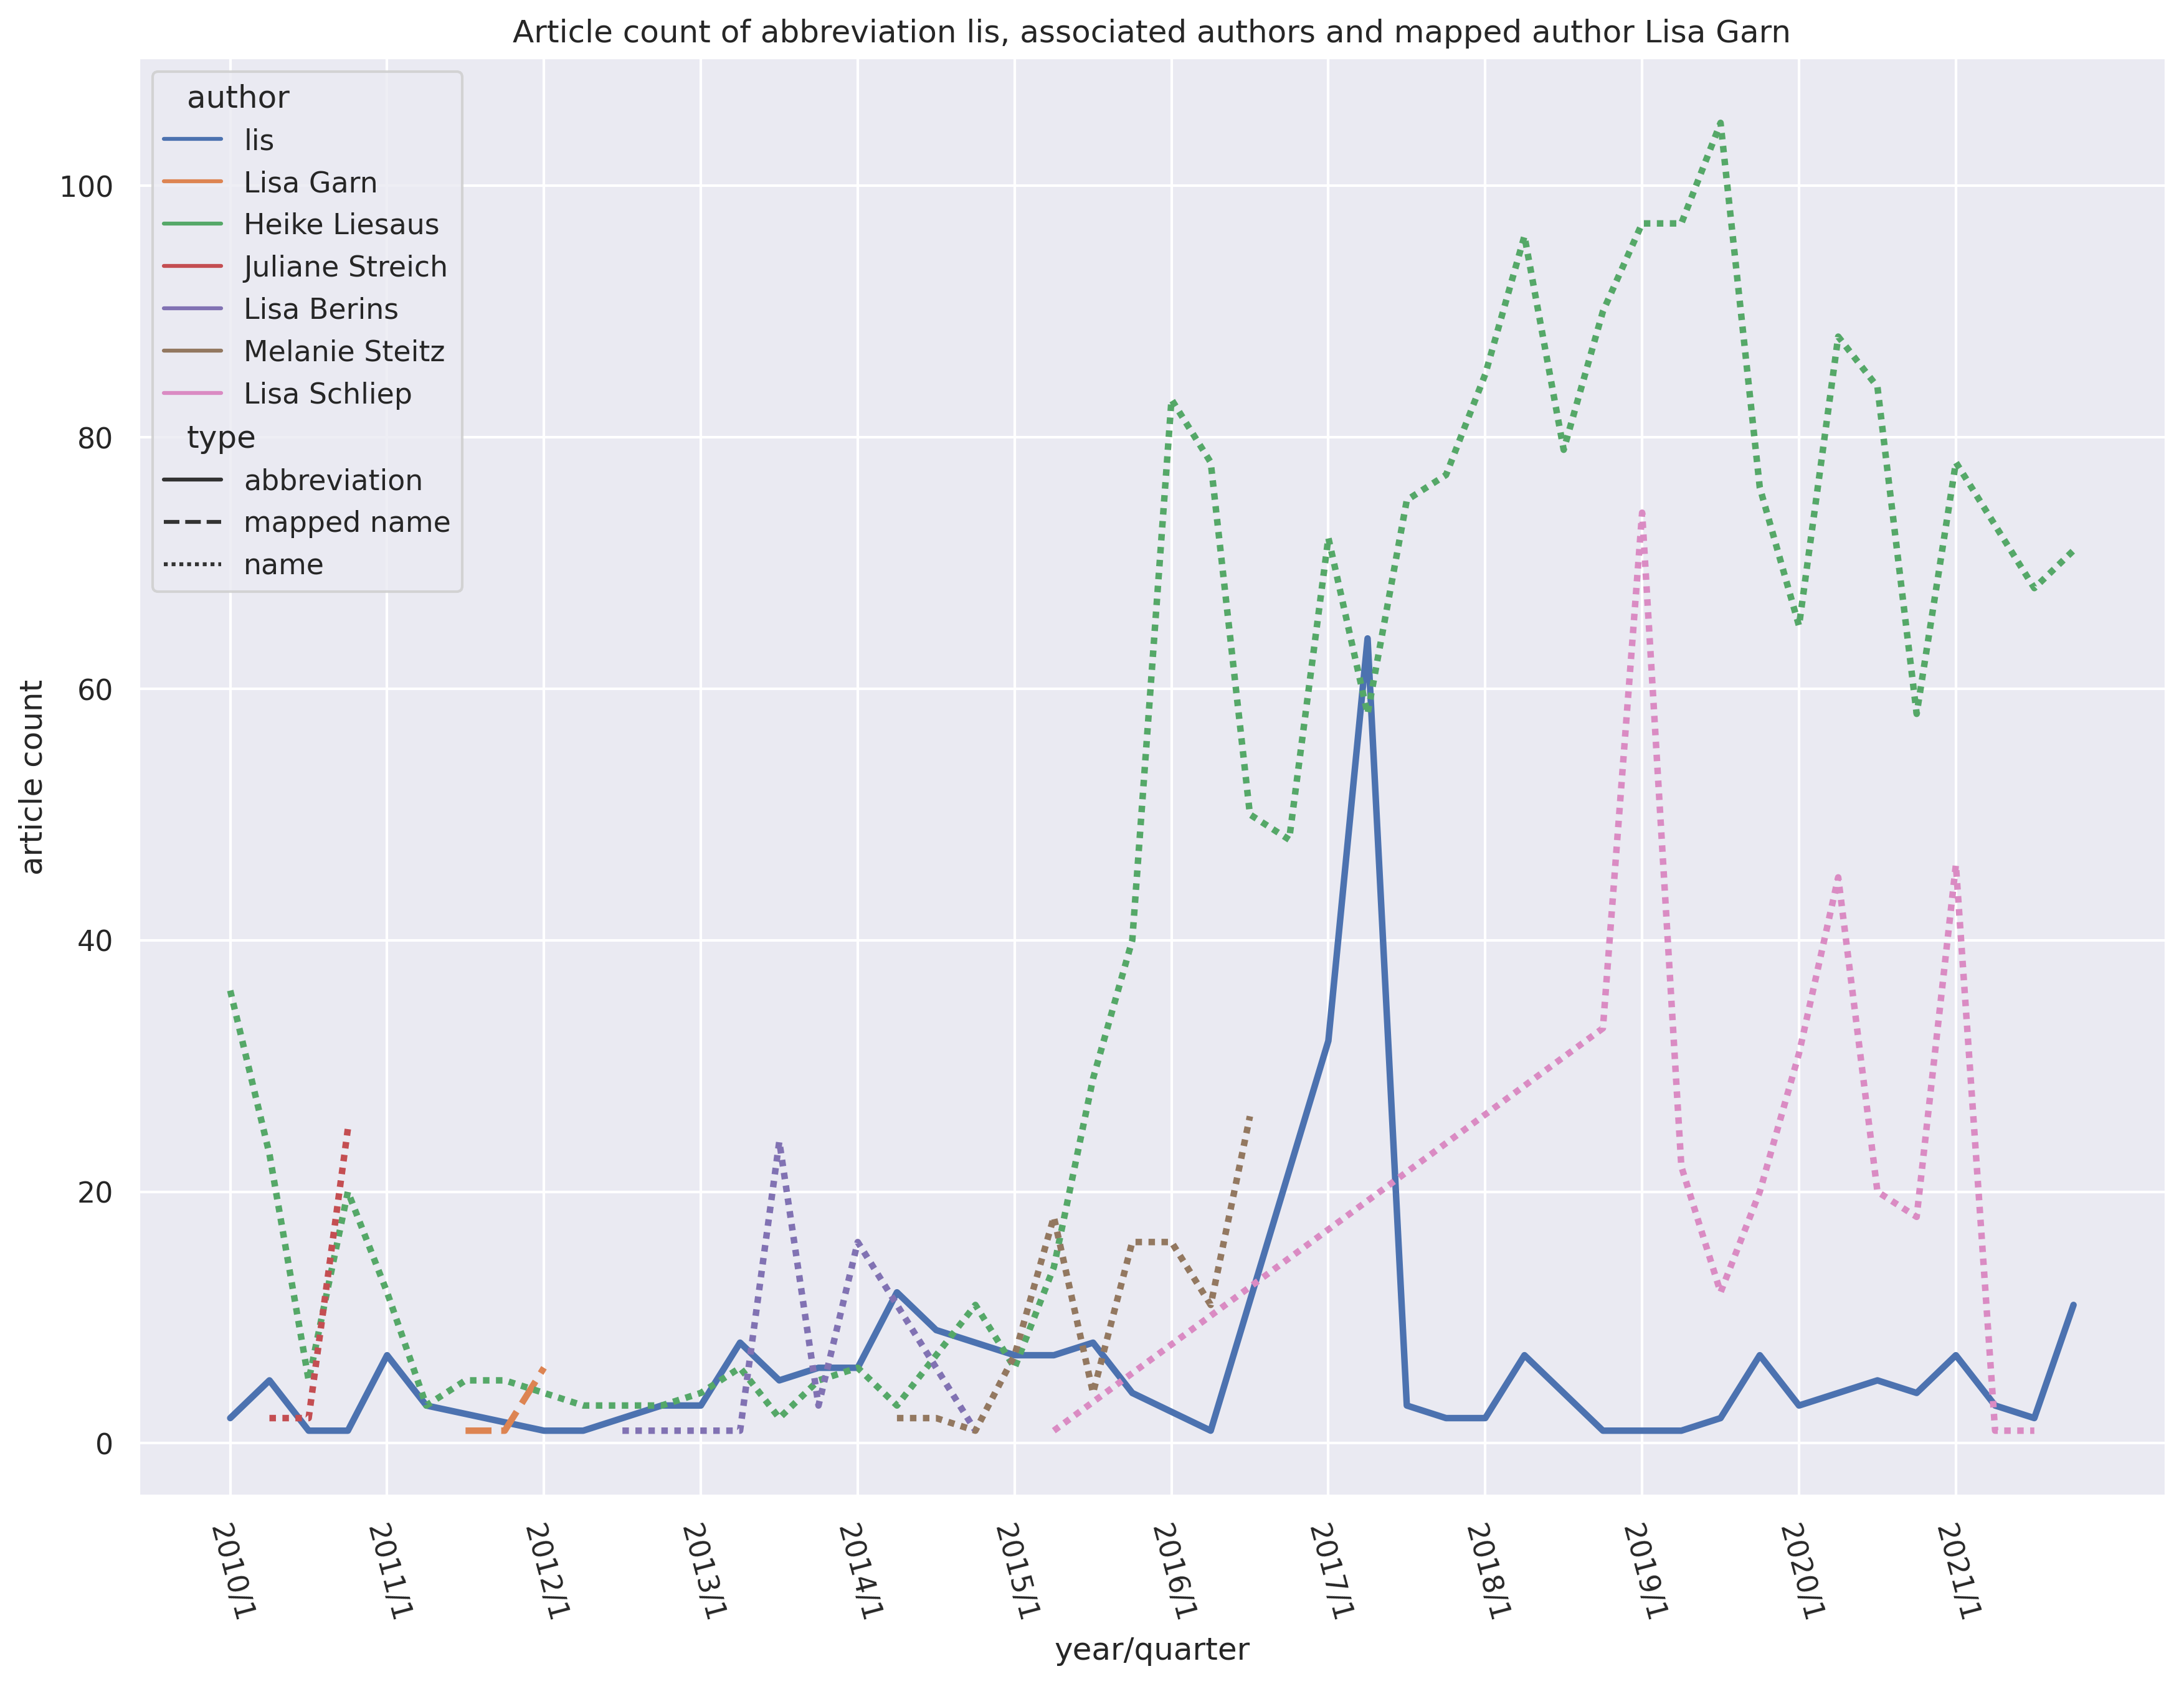 Article count of abbreviation lis, associated authors and mapped author Lisa Garn
author
lis
Lisa Garn
Heike Liesaus
Juliane Streich
Lisa Berins
Melanie Steitz
Lisa Schliep
type
abbreviation
mapped name
name
article count
100
80
60
40
20
0
2010/1
2011/1
2012/1
2013/1
2014/1
2015/1
2016/1
2017/1
2018/1
2019/1
2020/1
2021/1
year/quarter